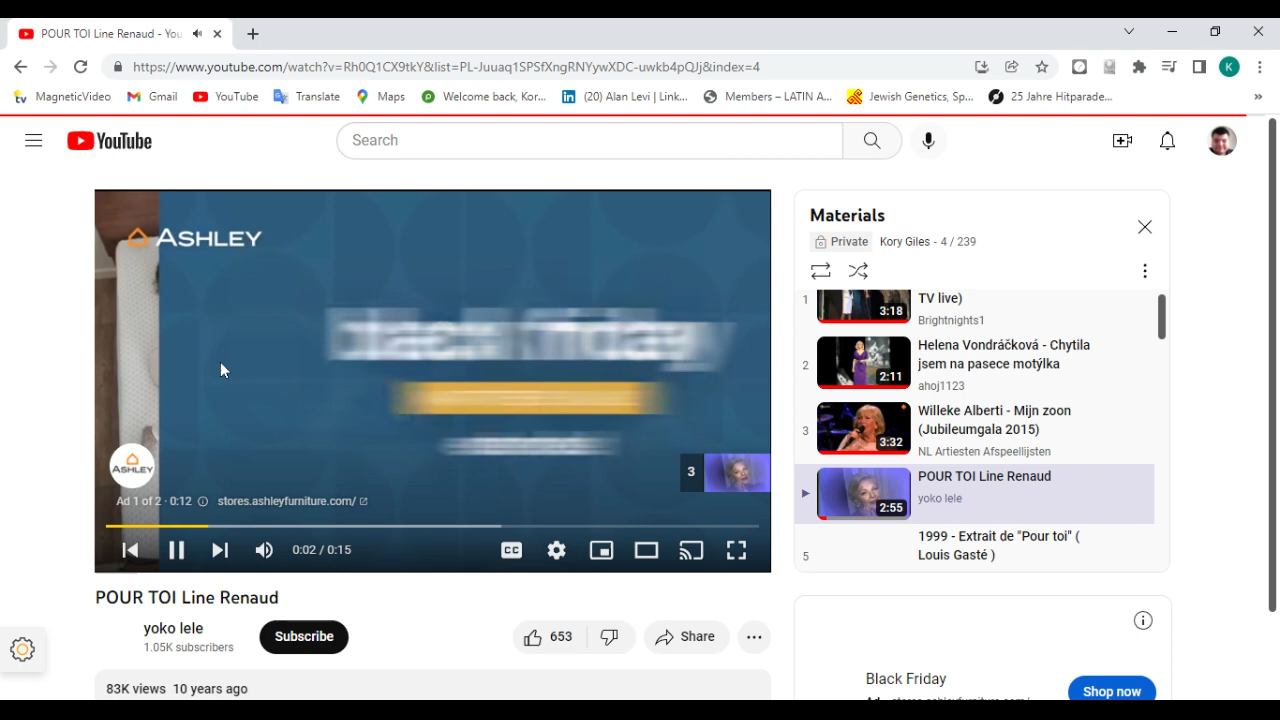 POUR TOI Line Renaud - You
https://www.youtube.com/watch?v=Rh0Q1CX9tkY&list=PL-Juuaq1SPSfXngRNYywXDC-uwkb4pQJj&index=4
K
MagneticVideo
Gmail
YouTube
Translate
Maps
Welcome back, Kor...
(20) Alan Levi | Link...
Members – LATIN A...
Jewish Genetics, Sp...
25 Jahre Hitparade...
YouTube
Search
ASHLEY
black friday
ASHLEY
3
Ad 1 of 2 · 0:12
stores.ashleyfurniture.com/
0:02 / 0:15
CC
Materials
Private
Kory Giles - 4 / 239
1
3:18
TV live)
Brightnights1
2
2:11
Helena Vondráčková - Chytila
jsem na pasece motýlka
ahoj1123
3
3:32
Willeke Alberti - Mijn zoon
(Jubileumgala 2015)
NL Artiesten Afspeellijsten
2:55
POUR TOI Line Renaud
yoko lele
5
1999 - Extrait de "Pour toi" (
Louis Gasté )
POUR TOI Line Renaud
yoko lele
1.05K subscribers
Subscribe
653
Share
83K views 10 years ago
Black Friday
Shop now